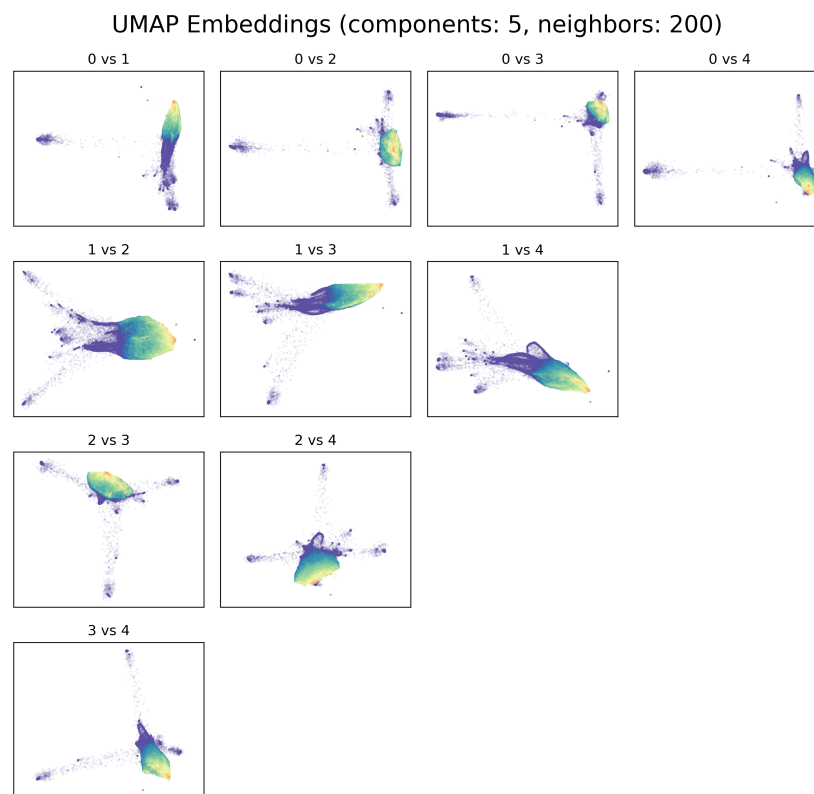 UMAP Embeddings (components: 5, neighbors: 200)
0 vs 1
0 vs 2
0 vs 3
0 vs 4
1 vs 2
1 vs 3
1 vs 4
2 vs 3
2 vs 4
3 vs 4